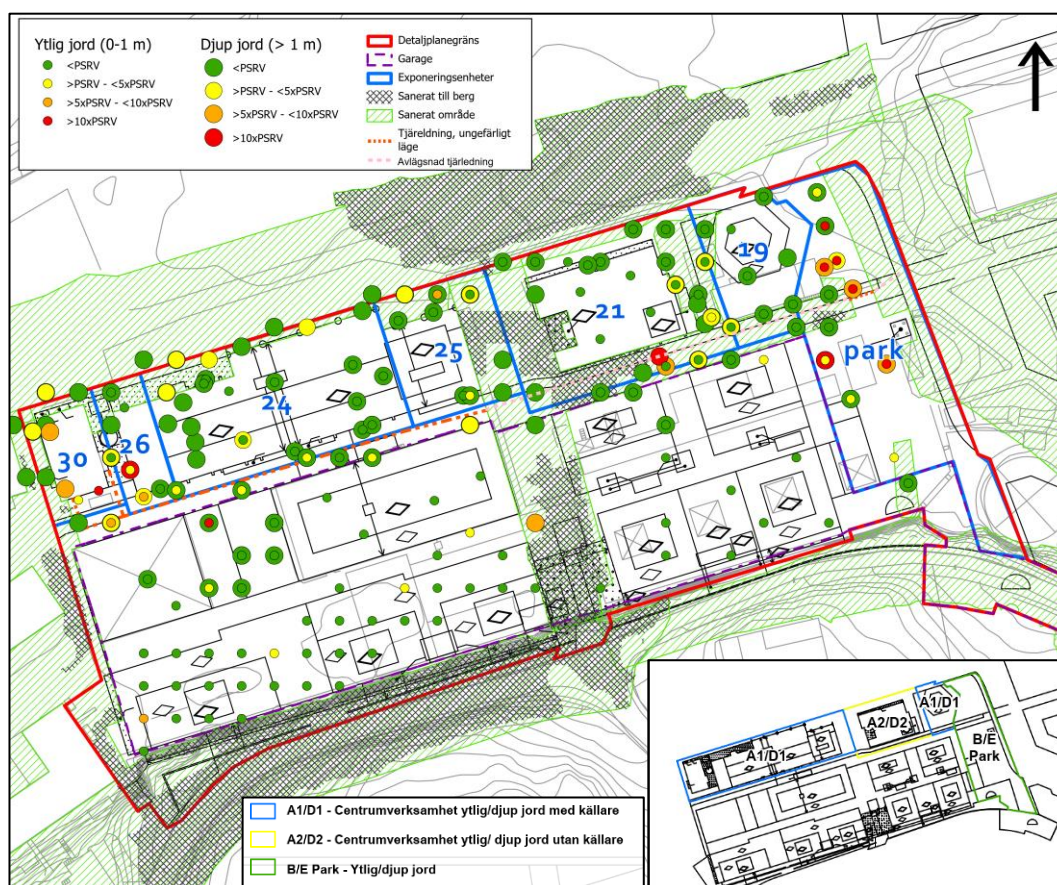 Ytlig jord (0-1 m)
<PSRV
>PSRV - <5xPSRV
>5xPSRV - <10xPSRV
>10xPSRV
Djup jord (> 1 m)
<PSRV
>PSRV - <5xPSRV
>5xPSRV - <10xPSRV
>10xPSRV
Detaljplanegräns
Garage
Exponeringsenheter
Sanerat till berg
Sanerat område
Tjäreldning, ungefärligt
läge
Avlägsnad tjärledning
19
21
25
park
24
26
30
A1/D1 - Centrumverksamhet ytlig/djup jord med källare
A2/D2 - Centrumverksamhet ytlig/ djup jord utan källare
B/E Park - Ytlig/djup jord
A1/D1
A2/D2
A1/D1
B/E
Park